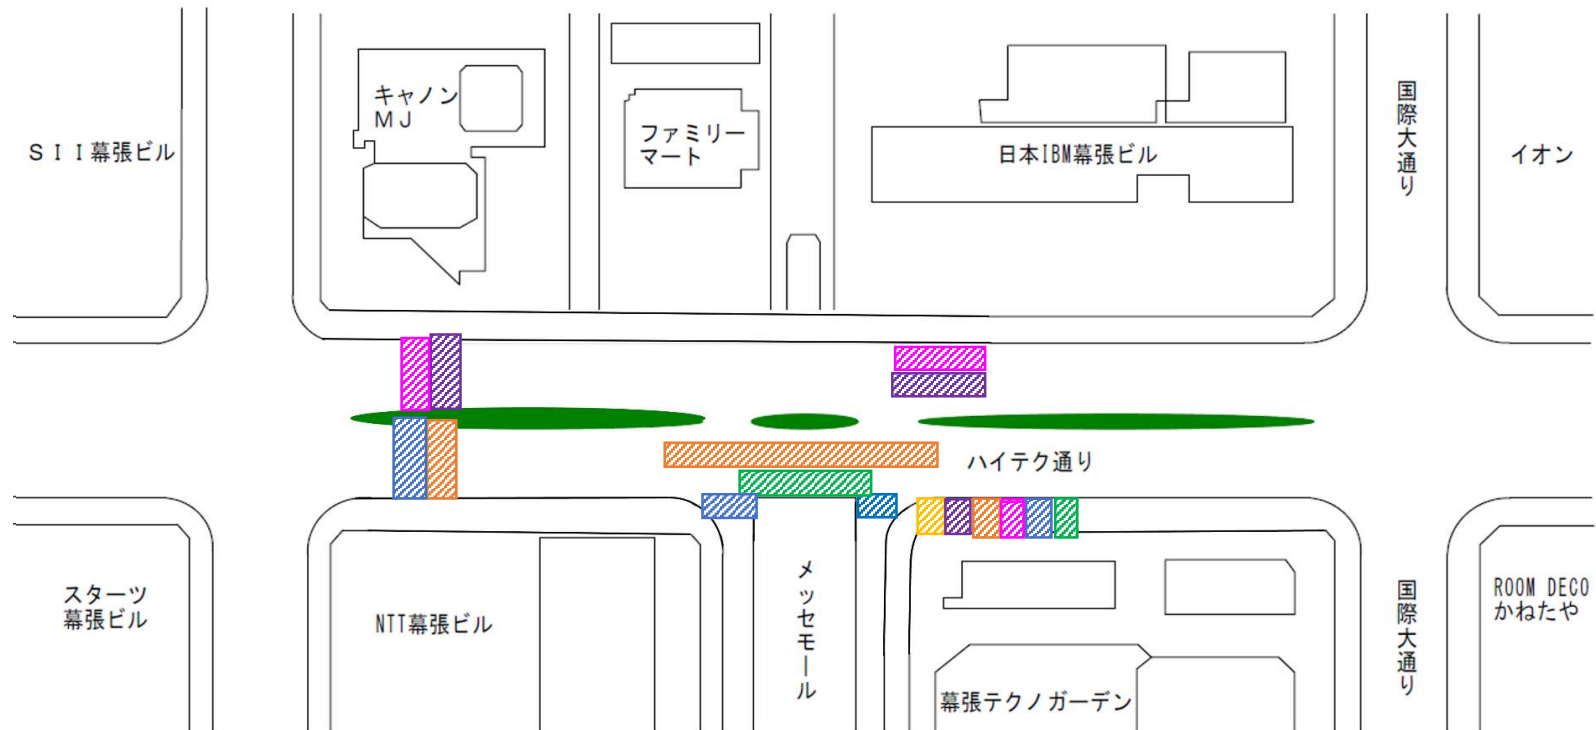 ＳＩＩ幕張ビル
キャノン
ＭＪ
ファミリー
マート
日本IBM幕張ビル
国際大通り
イオン
ハイテク通り
スターツ
幕張ビル
NTT幕張ビル
メッセモール
幕張テクノガーデン
国際大通り
ROOM DECO
かねたや